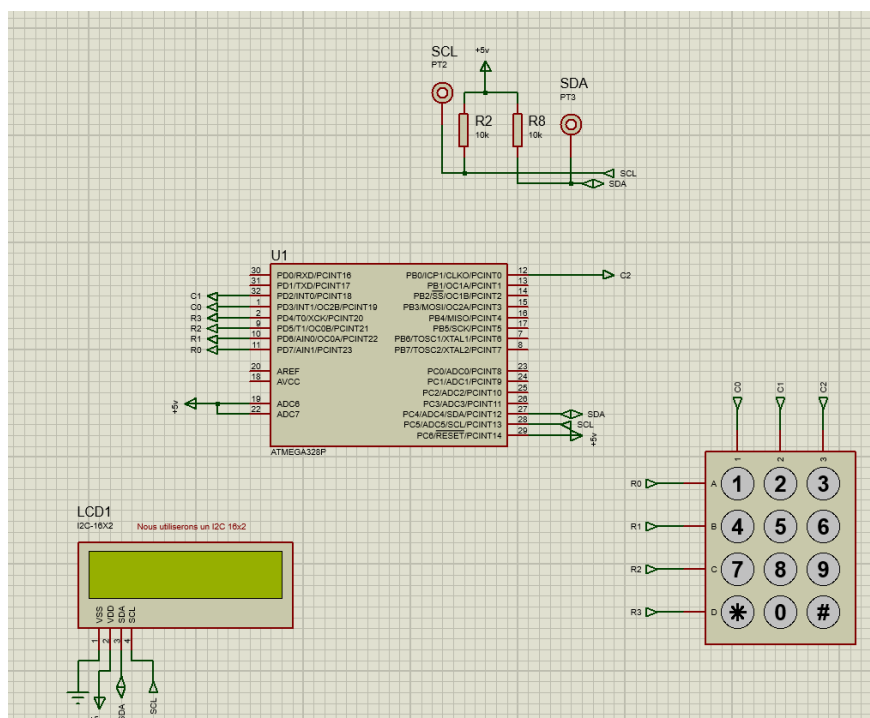 SCL
PT2
+5v
SDA
PT3
R2
10k
R8
10k
SCL
SDA
U1
30 PD0/RXD/PCINT16 PB0/ICP1/CLKO/PCINT0 12 C2
31 PD1/TXD/PCINT17 PB1/OC1A/PCINT1 13
C1 32 PD2/INT0/PCINT18 PB2/SS/OC1B/PCINT2 14
C0 1 PD3/INT1/OC2B/PCINT19 PB3/MOSI/OC2A/PCINT3 15
R3 2 PD4/T0/XCK/PCINT20 PB4/MISO/PCINT4 16
R2 9 PD5/T1/OC0B/PCINT21 PB5/SCK/PCINT5 17
R1 10 PD6/AIN0/OC0A/PCINT22 PB6/TOSC1/XTAL1/PCINT6 7
R0 11 PD7/AIN1/PCINT23 PB7/TOSC2/XTAL2/PCINT7 8
20 AREF PC0/ADC0/PCINT8 23
18 AVCC PC1/ADC1/PCINT9 24
PC2/ADC2/PCINT10 25
+5v 19 ADC6 PC3/ADC3/PCINT11 26
22 ADC7 PC4/ADC4/SDA/PCINT12 27 SDA
PC5/ADC5/SCL/PCINT13 28 SCL
PC6/RESET/PCINT14 29 +5v
ATMEGA328P
C0 C1 C2
1 2 3
R0 A 1 2 3
R1 B 4 5 6
R2 C 7 8 9
R3 D * 0 #
LCD1
I2C-16X2 Nous utiliserons un I2C 16x2
VSS VDD SDA SCL
1 2 3 4
SDA SCL